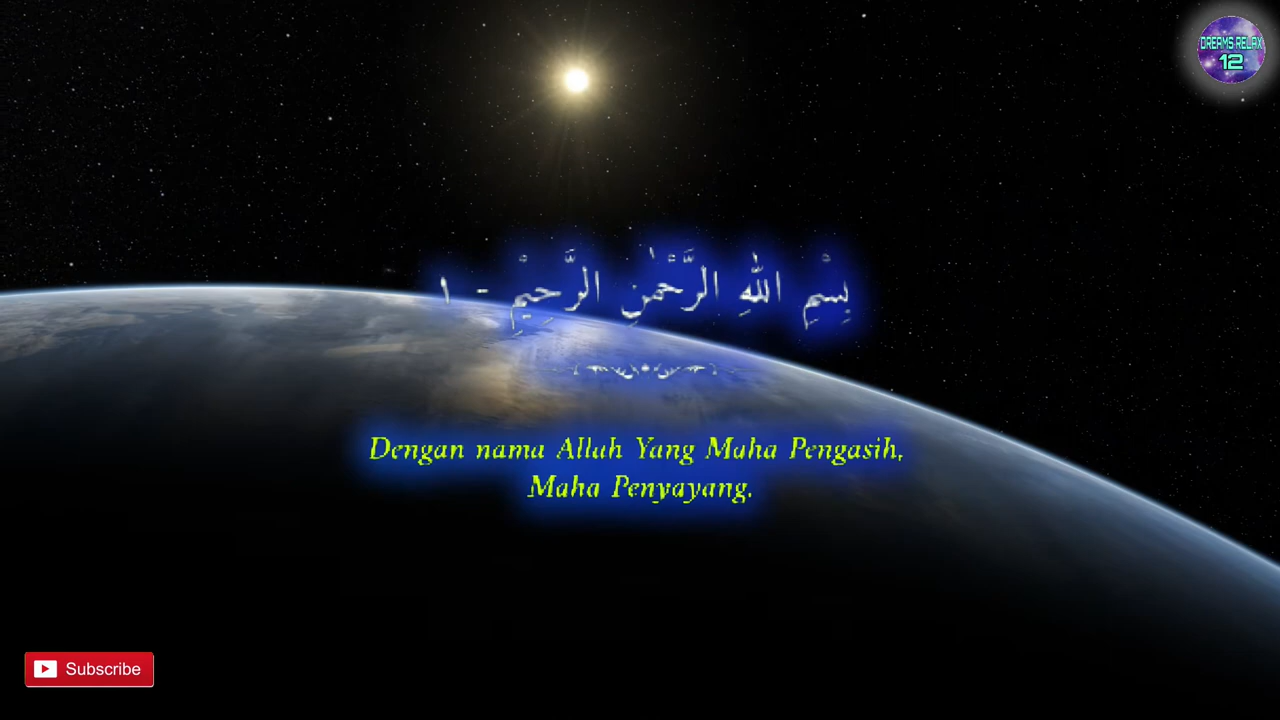 DREAMS RELAX
12
بِسْمِ اللّٰهِ الرَّحْمٰنِ الرَّحِيْمِ - ١
Dengan nama Allah Yang Maha Pengasih,
Maha Penyayang.
Subscribe